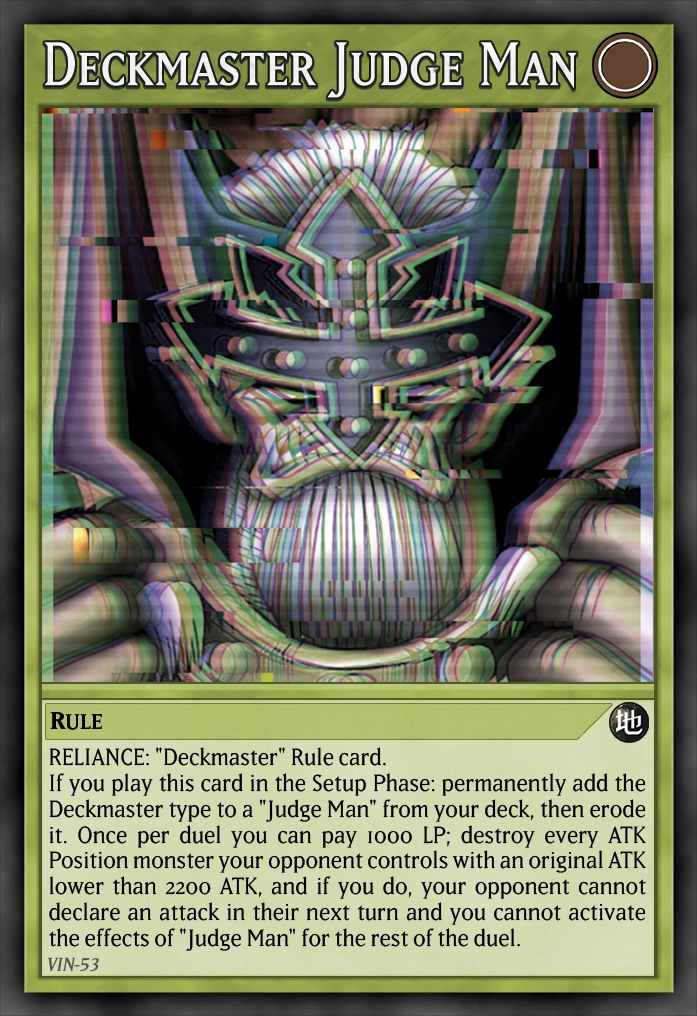 Deckmaster Judge Man
Rule
RELIANCE: "Deckmaster" Rule card.
If you play this card in the Setup Phase: permanently add the
Deckmaster type to a "Judge Man" from your deck, then erode
it. Once per duel you can pay 1000 LP; destroy every ATK
Position monster your opponent controls with an original ATK
lower than 2200 ATK, and if you do, your opponent cannot
declare an attack in their next turn and you cannot activate
the effects of "Judge Man" for the rest of the duel.
VIN-53